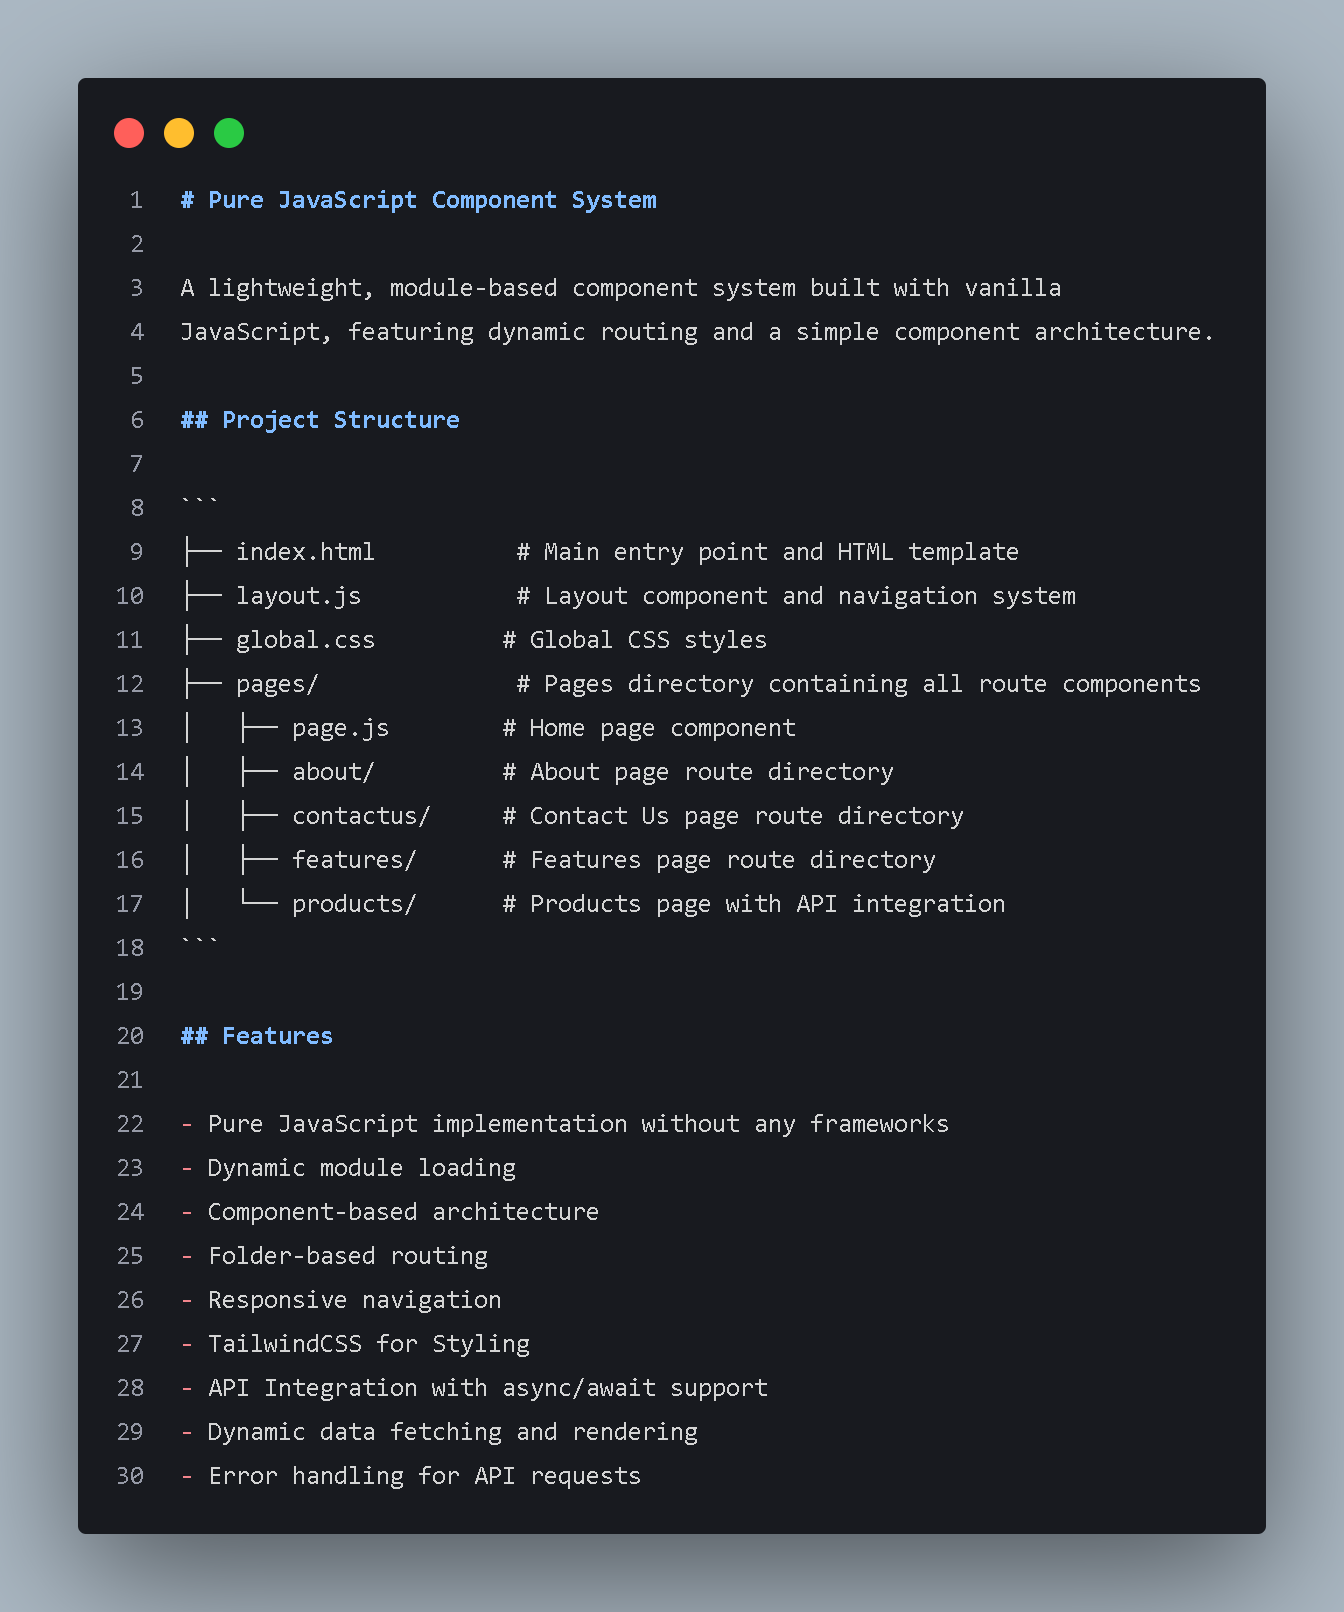 1 # Pure JavaScript Component System
2
3 A lightweight, module-based component system built with vanilla
4 JavaScript, featuring dynamic routing and a simple component architecture.
5
6 ## Project Structure
7
8 ```
9 ├── index.html          # Main entry point and HTML template
10 ├── layout.js           # Layout component and navigation system
11 ├── global.css         # Global CSS styles
12 ├── pages/              # Pages directory containing all route components
13 │   ├── page.js        # Home page component
14 │   ├── about/         # About page route directory
15 │   ├── contactus/     # Contact Us page route directory
16 │   ├── features/      # Features page route directory
17 │   └── products/      # Products page with API integration
18 ```
19
20 ## Features
21
22 - Pure JavaScript implementation without any frameworks
23 - Dynamic module loading
24 - Component-based architecture
25 - Folder-based routing
26 - Responsive navigation
27 - TailwindCSS for Styling
28 - API Integration with async/await support
29 - Dynamic data fetching and rendering
30 - Error handling for API requests